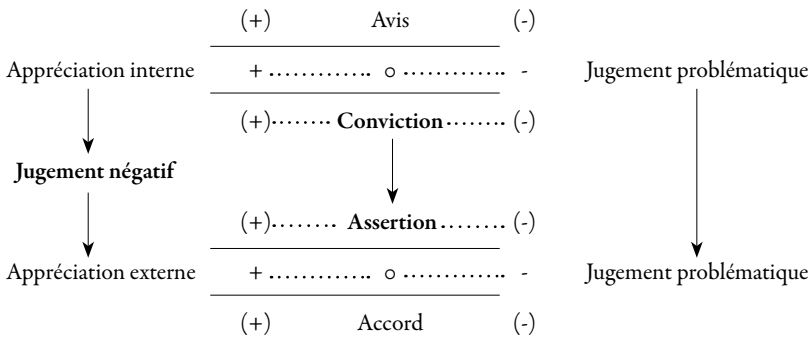 (+) Avis (-)
Appréciation interne + ............. o ............. - Jugement problématique
(+)........ Conviction ........ (-)
Jugement négatif
(+)........ Assertion ........ (-)
Appréciation externe + ............. o ............. - Jugement problématique
(+) Accord (-)